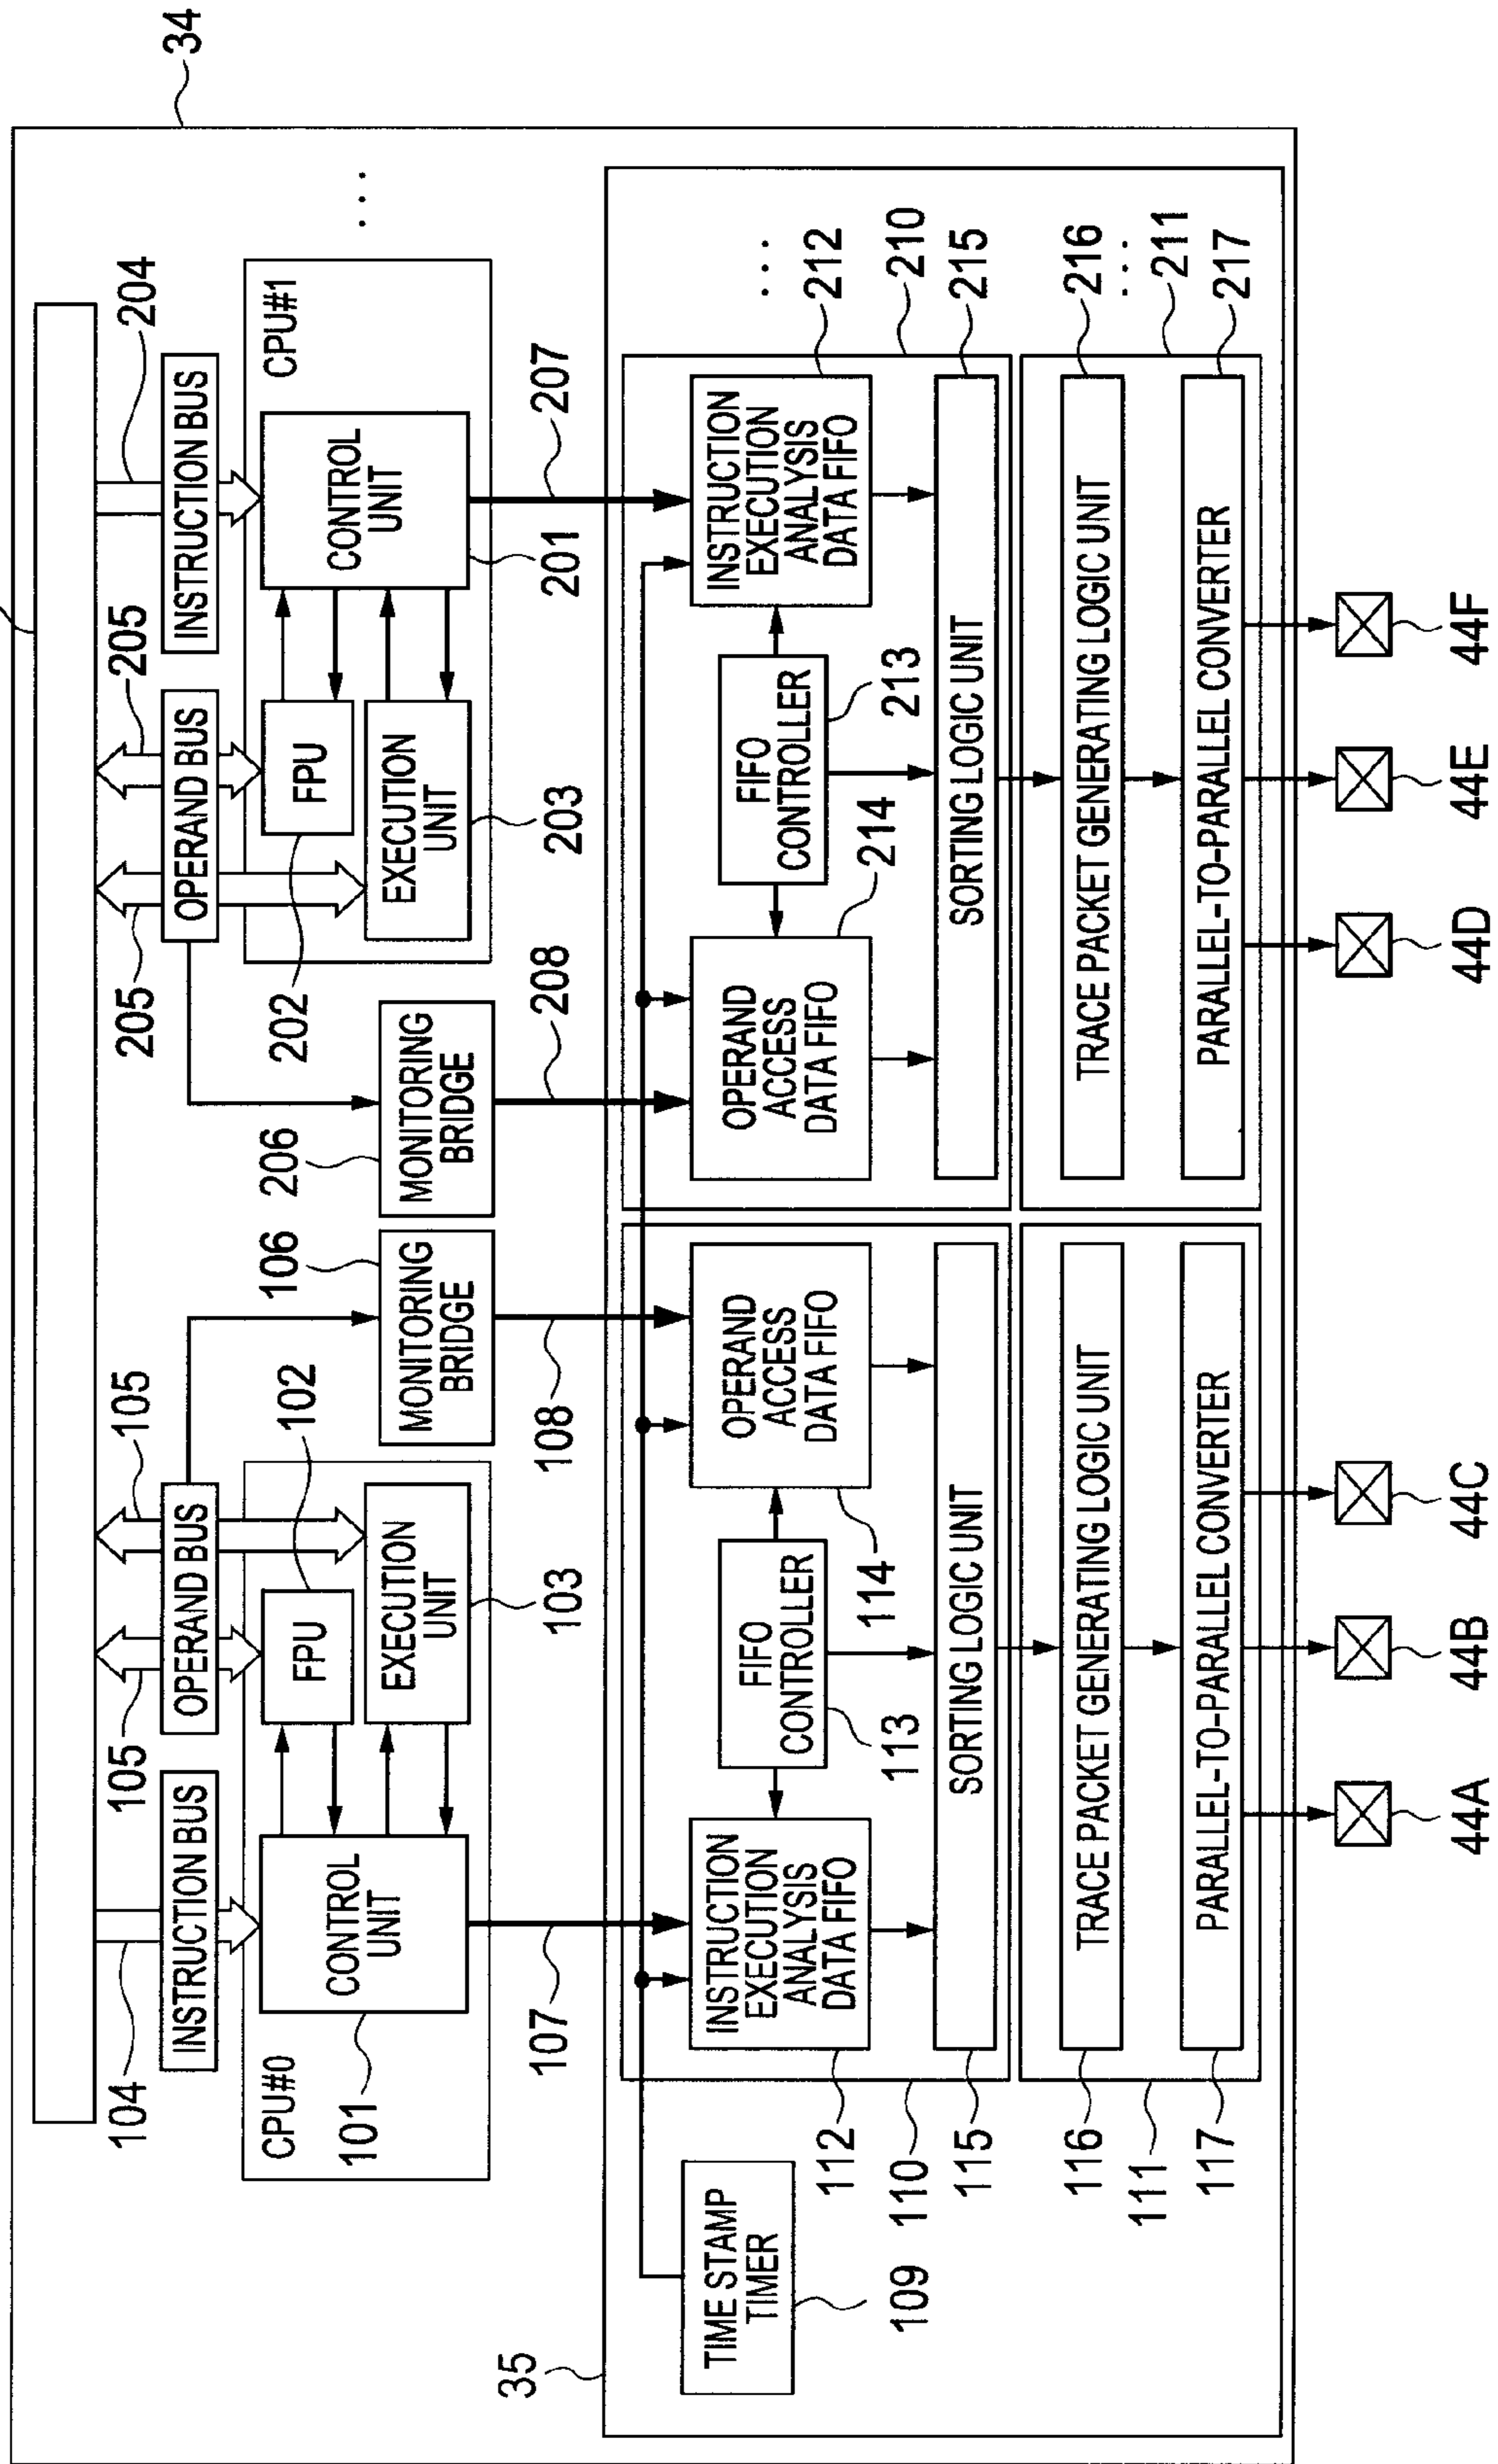 34
104
INSTRUCTION BUS
105
OPERAND BUS
105
CPU#0
CONTROL
UNIT
101
FPU
102
EXECUTION
UNIT
103
MONITORING
BRIDGE
106
MONITORING
BRIDGE
206
205
OPERAND BUS
205
INSTRUCTION BUS
204
CPU#1
FPU
202
EXECUTION
UNIT
203
CONTROL
UNIT
201
...
107
108
208
207
35
TIME STAMP
TIMER
109
INSTRUCTION
EXECUTION
ANALYSIS
DATA FIFO
112
FIFO
CONTROLLER
113
OPERAND
ACCESS
DATA FIFO
114
110
SORTING LOGIC UNIT
115
OPERAND
ACCESS
DATA FIFO
214
FIFO
CONTROLLER
213
INSTRUCTION
EXECUTION
ANALYSIS
DATA FIFO
...
212
210
SORTING LOGIC UNIT
215
TRACE PACKET GENERATING LOGIC UNIT
116
111
PARALLEL-TO-PARALLEL CONVERTER
117
TRACE PACKET GENERATING LOGIC UNIT
216
...
211
PARALLEL-TO-PARALLEL CONVERTER
217
44A
44B
44C
44D
44E
44F